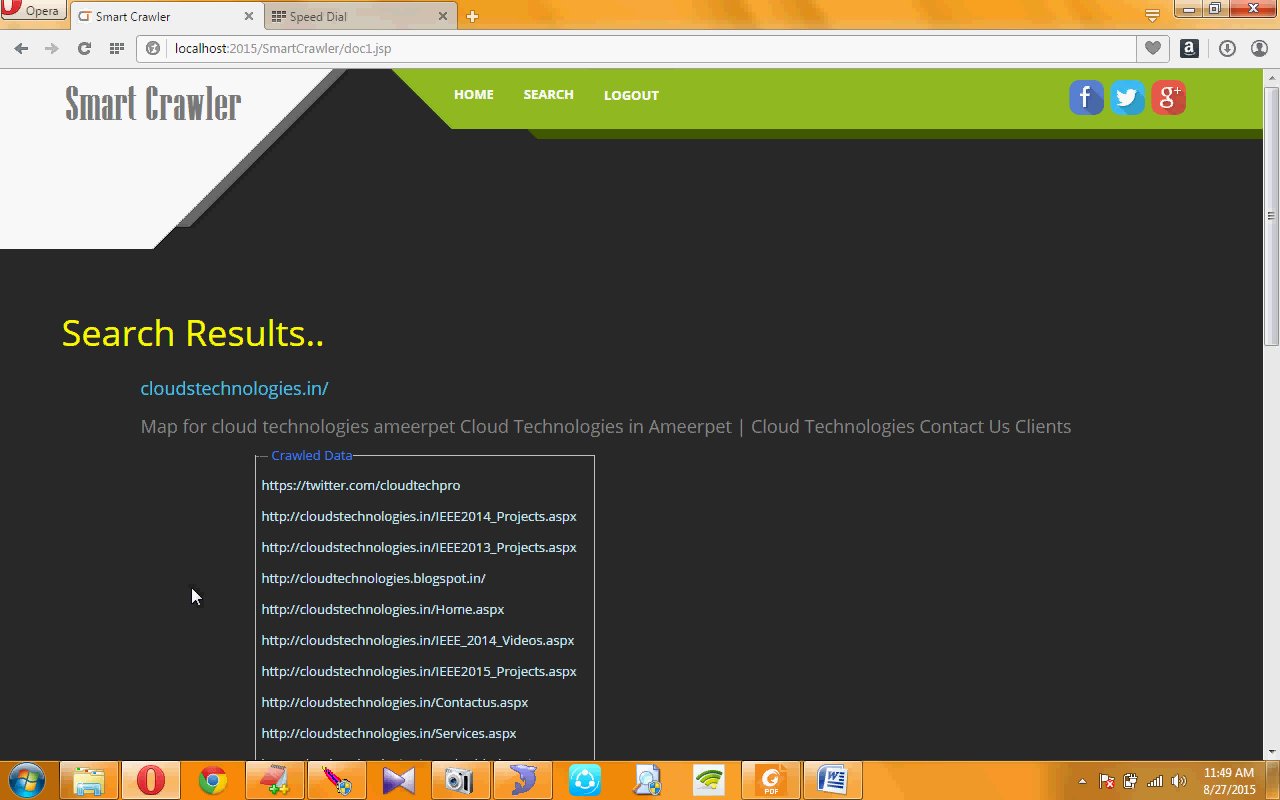 Opera
Smart Crawler
Speed Dial
localhost:2015/SmartCrawler/doc1.jsp
Smart Crawler
HOME SEARCH LOGOUT
Search Results..
cloudstechnologies.in/
Map for cloud technologies ameerpet Cloud Technologies in Ameerpet | Cloud Technologies Contact Us Clients
Crawled Data
https://twitter.com/cloudtechpro
http://cloudstechnologies.in/IEEE2014_Projects.aspx
http://cloudstechnologies.in/IEEE2013_Projects.aspx
http://cloudtechnologies.blogspot.in/
http://cloudstechnologies.in/Home.aspx
http://cloudstechnologies.in/IEEE_2014_Videos.aspx
http://cloudstechnologies.in/IEEE2015_Projects.aspx
http://cloudstechnologies.in/Contactus.aspx
http://cloudstechnologies.in/Services.aspx
PDF
11:49 AM
8/27/2015